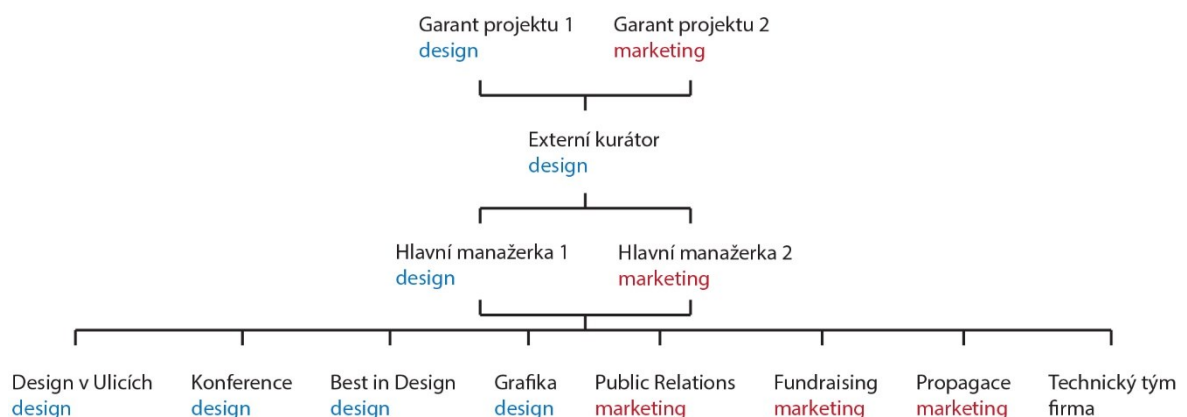 Garant projektu 1 Garant projektu 2
design marketing
Externí kurátor
design
Hlavní manažerka 1 Hlavní manažerka 2
design marketing
Design v Ulicích Konference Best in Design Grafika Public Relations Fundraising Propagace Technický tým
design design design design marketing marketing marketing firma